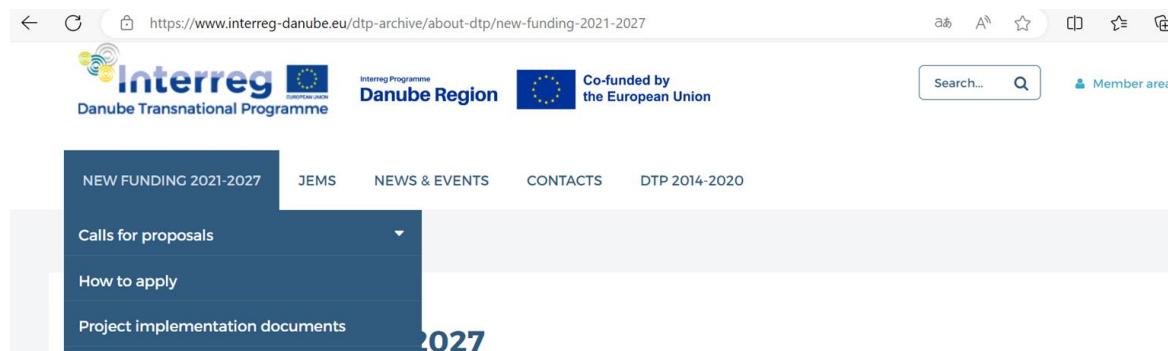 https://www.interreg-danube.eu/dtp-archive/about-dtp/new-funding-2021-2027
Interreg
EUROPEAN UNION
Danube Transnational Programme
Interreg Programme
Danube Region
Co-funded by
the European Union
Search...
Member area
NEW FUNDING 2021-2027 JEMS NEWS & EVENTS CONTACTS DTP 2014-2020
Calls for proposals
How to apply
Project implementation documents
2027